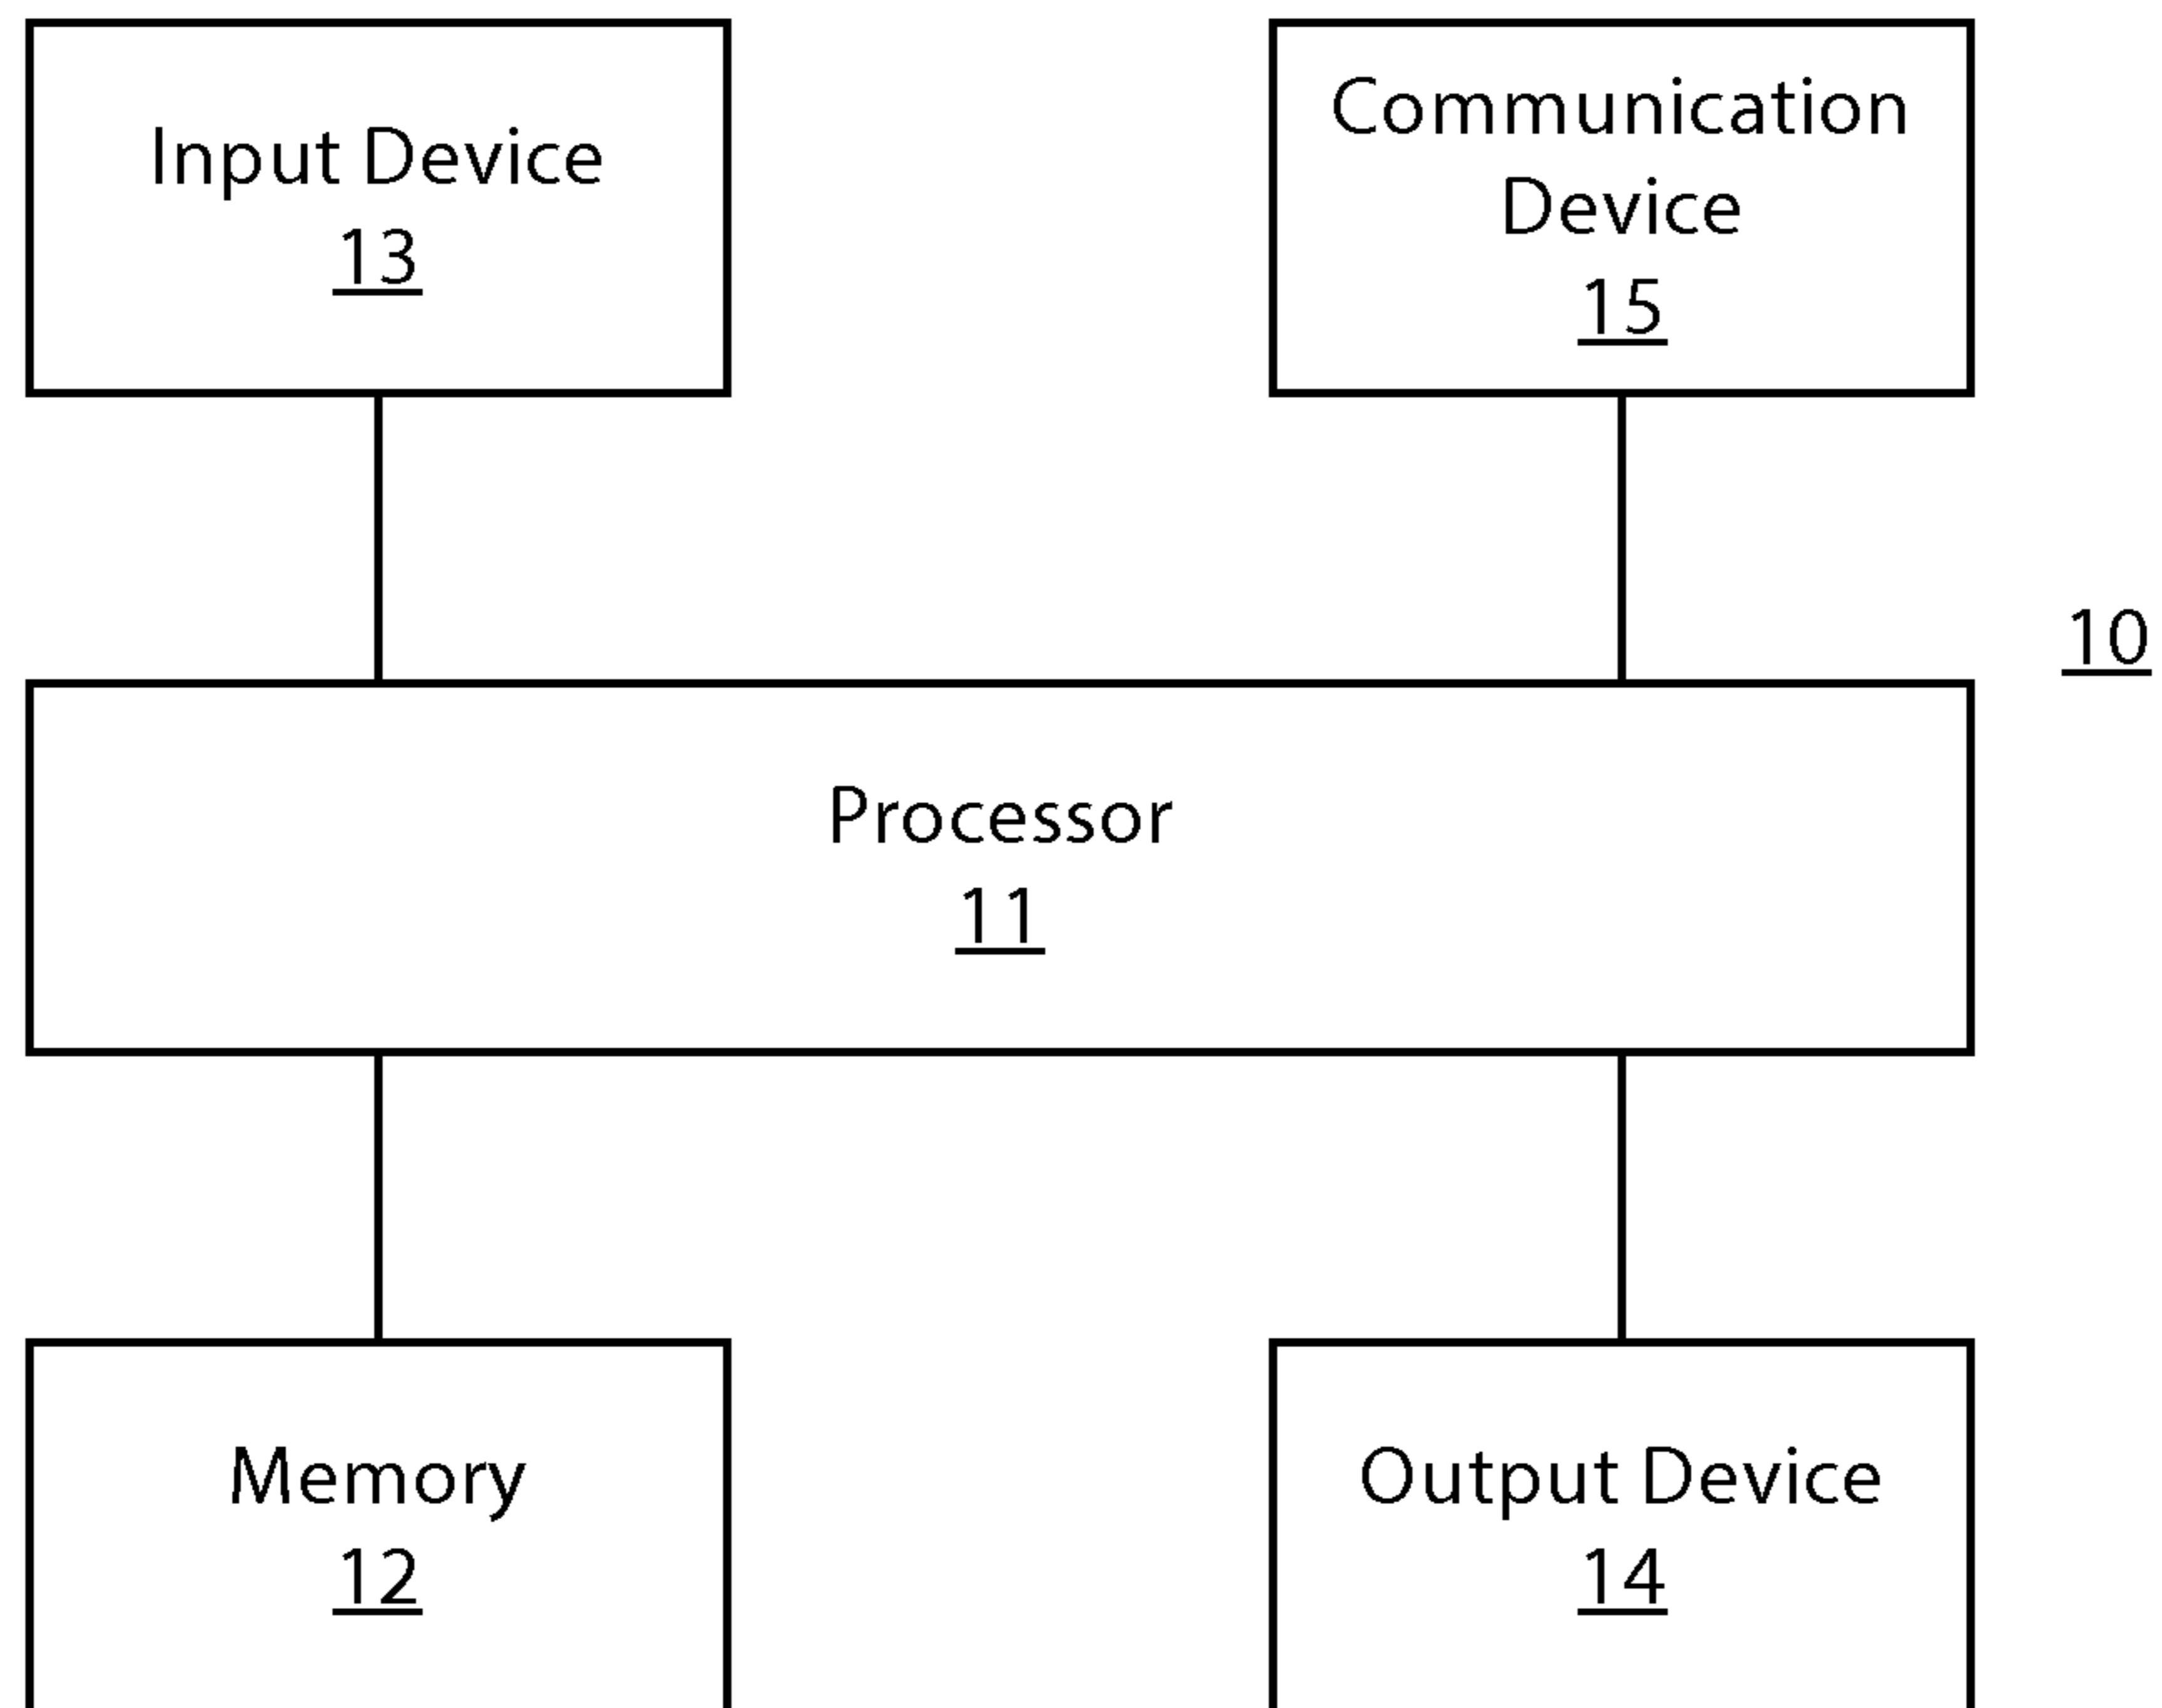 Input Device
13
Communication
Device
15
10
Processor
11
Memory
12
Output Device
14